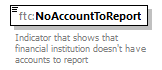 ftc:NoAccountToReport
Indicator that shows that
financial institution doesn't have
accounts to report